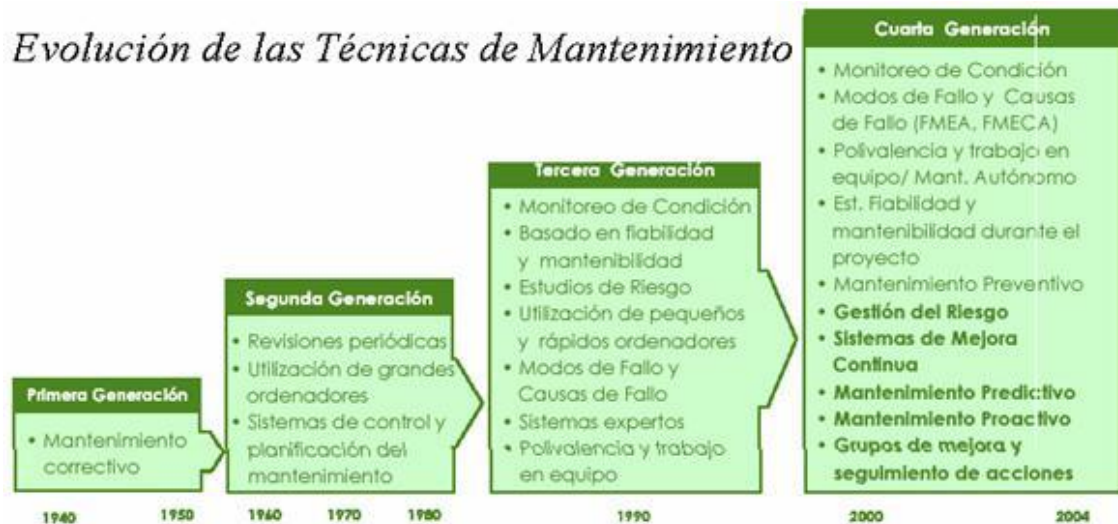 Evolución de las Técnicas de Mantenimiento
Primera Generación
• Mantenimiento
correctivo
Segunda Generación
• Revisiones periódicas
• Utilización de grandes
ordenadores
• Sistemas de control y
planificación del
mantenimiento
Tercera Generación
• Monitoreo de Condición
• Basado en fiabilidad
y mantenibilidad
• Estudios de Riesgo
• Utilización de pequeños
y rápidos ordenadores
• Modos de Fallo y
Causas de Fallo
• Sistemas expertos
• Polivalencia y trabajo
en equipo
Cuarta Generación
• Monitoreo de Condición
• Modos de Fallo y Causas
de Fallo (FMEA, FMECA)
• Polivalencia y trabajo en
equipo/ Mant. Autónomo
• Est. Fiabilidad y
mantenibilidad durante el
proyecto
• Mantenimiento Preventivo
• Gestión del Riesgo
• Sistemas de Mejora
Continua
• Mantenimiento Predictivo
• Mantenimiento Proactivo
• Grupos de mejora y
seguimiento de acciones
1940 1950 1960 1970 1980 1990 2000 2004